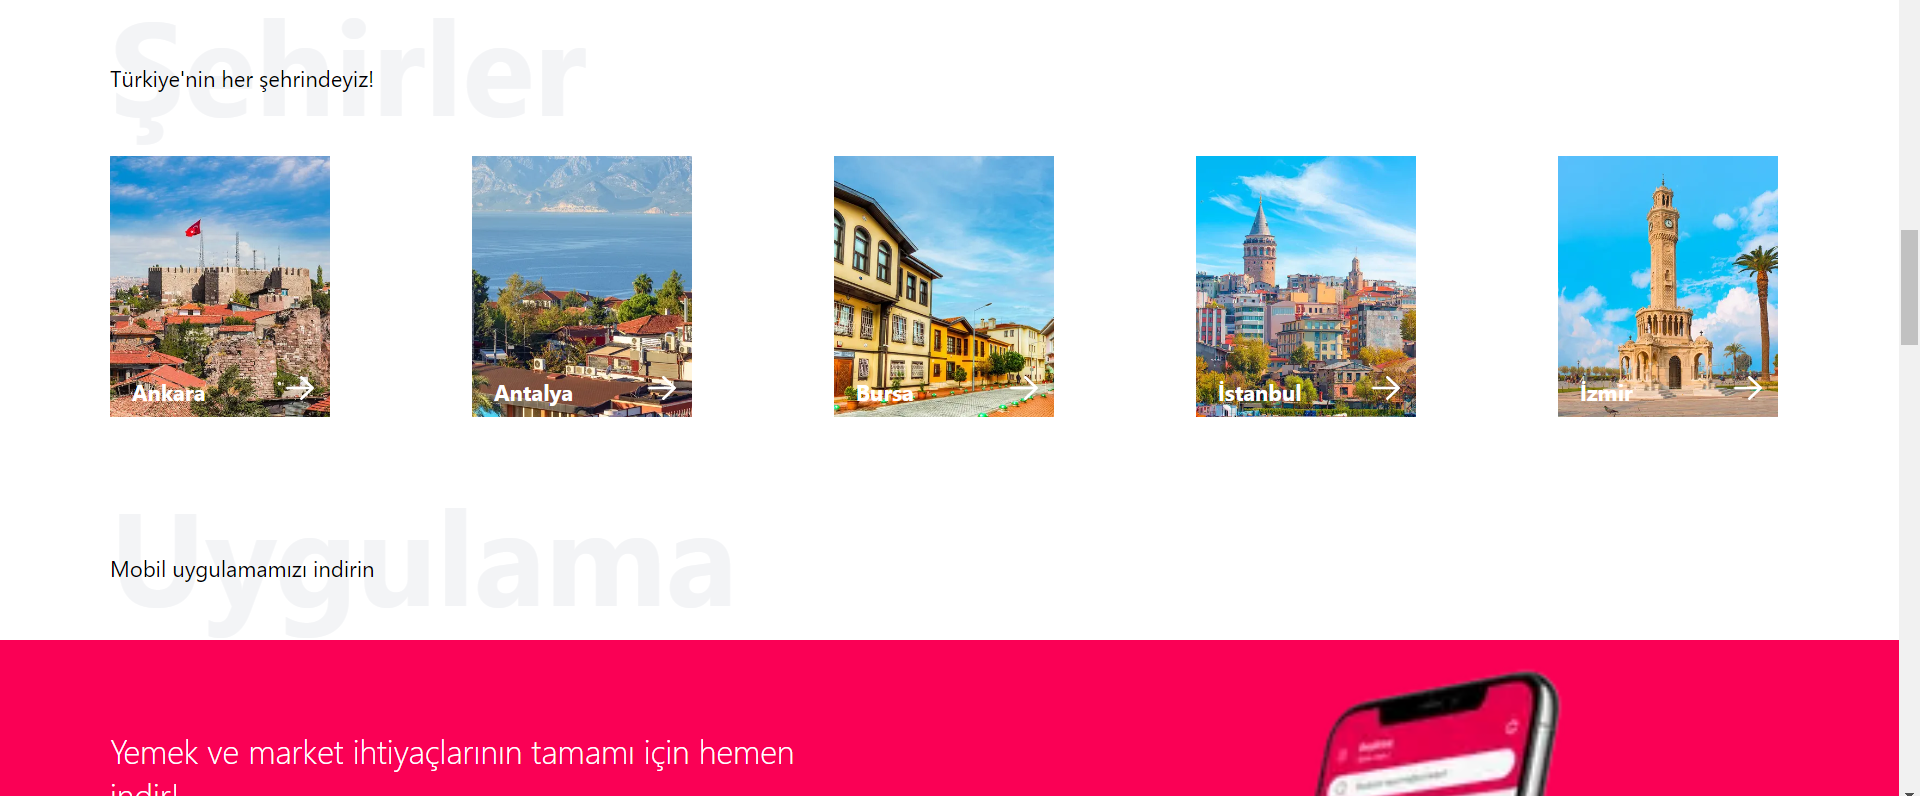 Şehirler
Türkiye'nin her şehrindeyiz!
Ankara
Antalya
Bursa
İstanbul
İzmir
Uygulama
Mobil uygulamamızı indirin
Yemek ve market ihtiyaçlarının tamamı için hemen
indir!